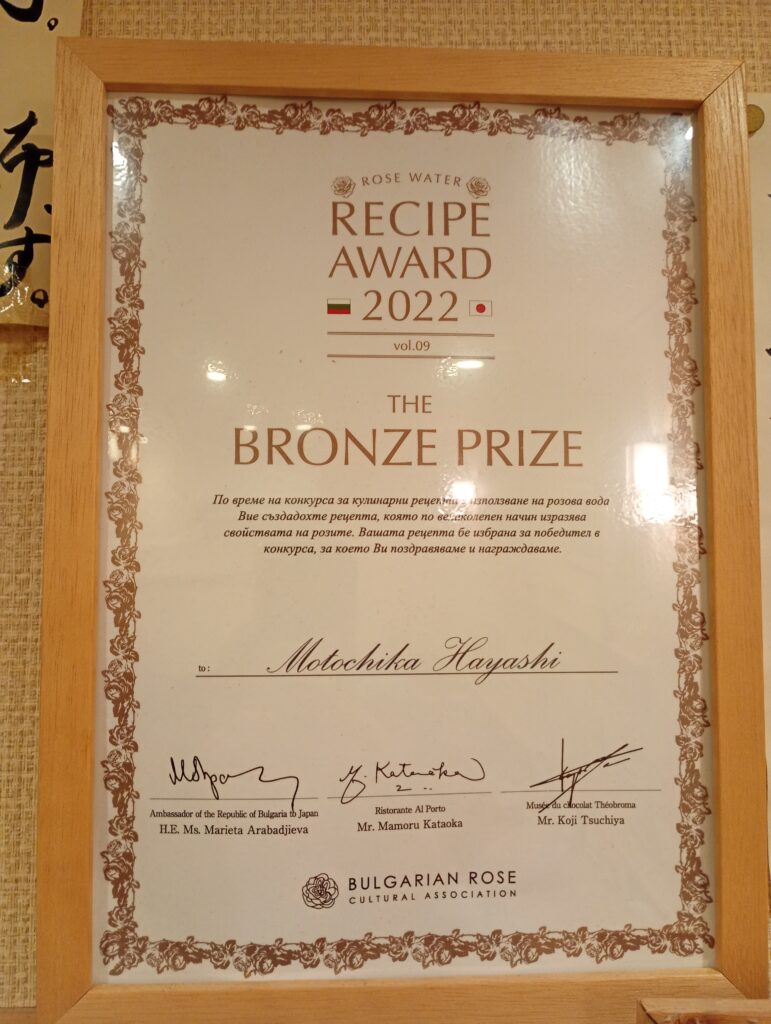 す。
ROSE WATER
RECIPE
AWARD
2022
vol.09
THE
BRONZE PRIZE
По време на конкурса за кулинарни рецепти използване на розова вода
Вие създадохте рецепта, която по великолепен начин изразява
свойствата на розите. Вашата рецепта бе избрана за победител в
конкурса, за което Ви поздравяваме и награждаваме.
to : Motochika Hayashi
M. Kataoka
Ambassador of the Republic of Bulgaria to Japan
H.E. Ms. Marieta Arabadjieva
Ristorante Al Porto
Mr. Mamoru Kataoka
Musée du chocolat Théobroma
Mr. Koji Tsuchiya
BULGARIAN ROSE
CULTURAL ASSOCIATION